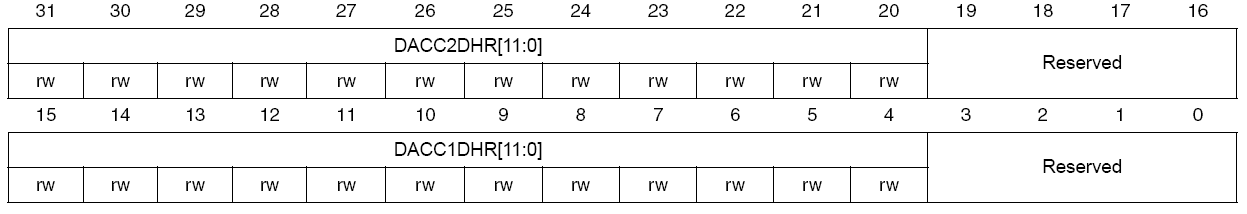 31 30 29 28 27 26 25 24 23 22 21 20 19 18 17 16
DACC2DHR[11:0]
Reserved
rw rw rw rw rw rw rw rw rw rw rw rw
15 14 13 12 11 10 9 8 7 6 5 4 3 2 1 0
DACC1DHR[11:0]
Reserved
rw rw rw rw rw rw rw rw rw rw rw rw